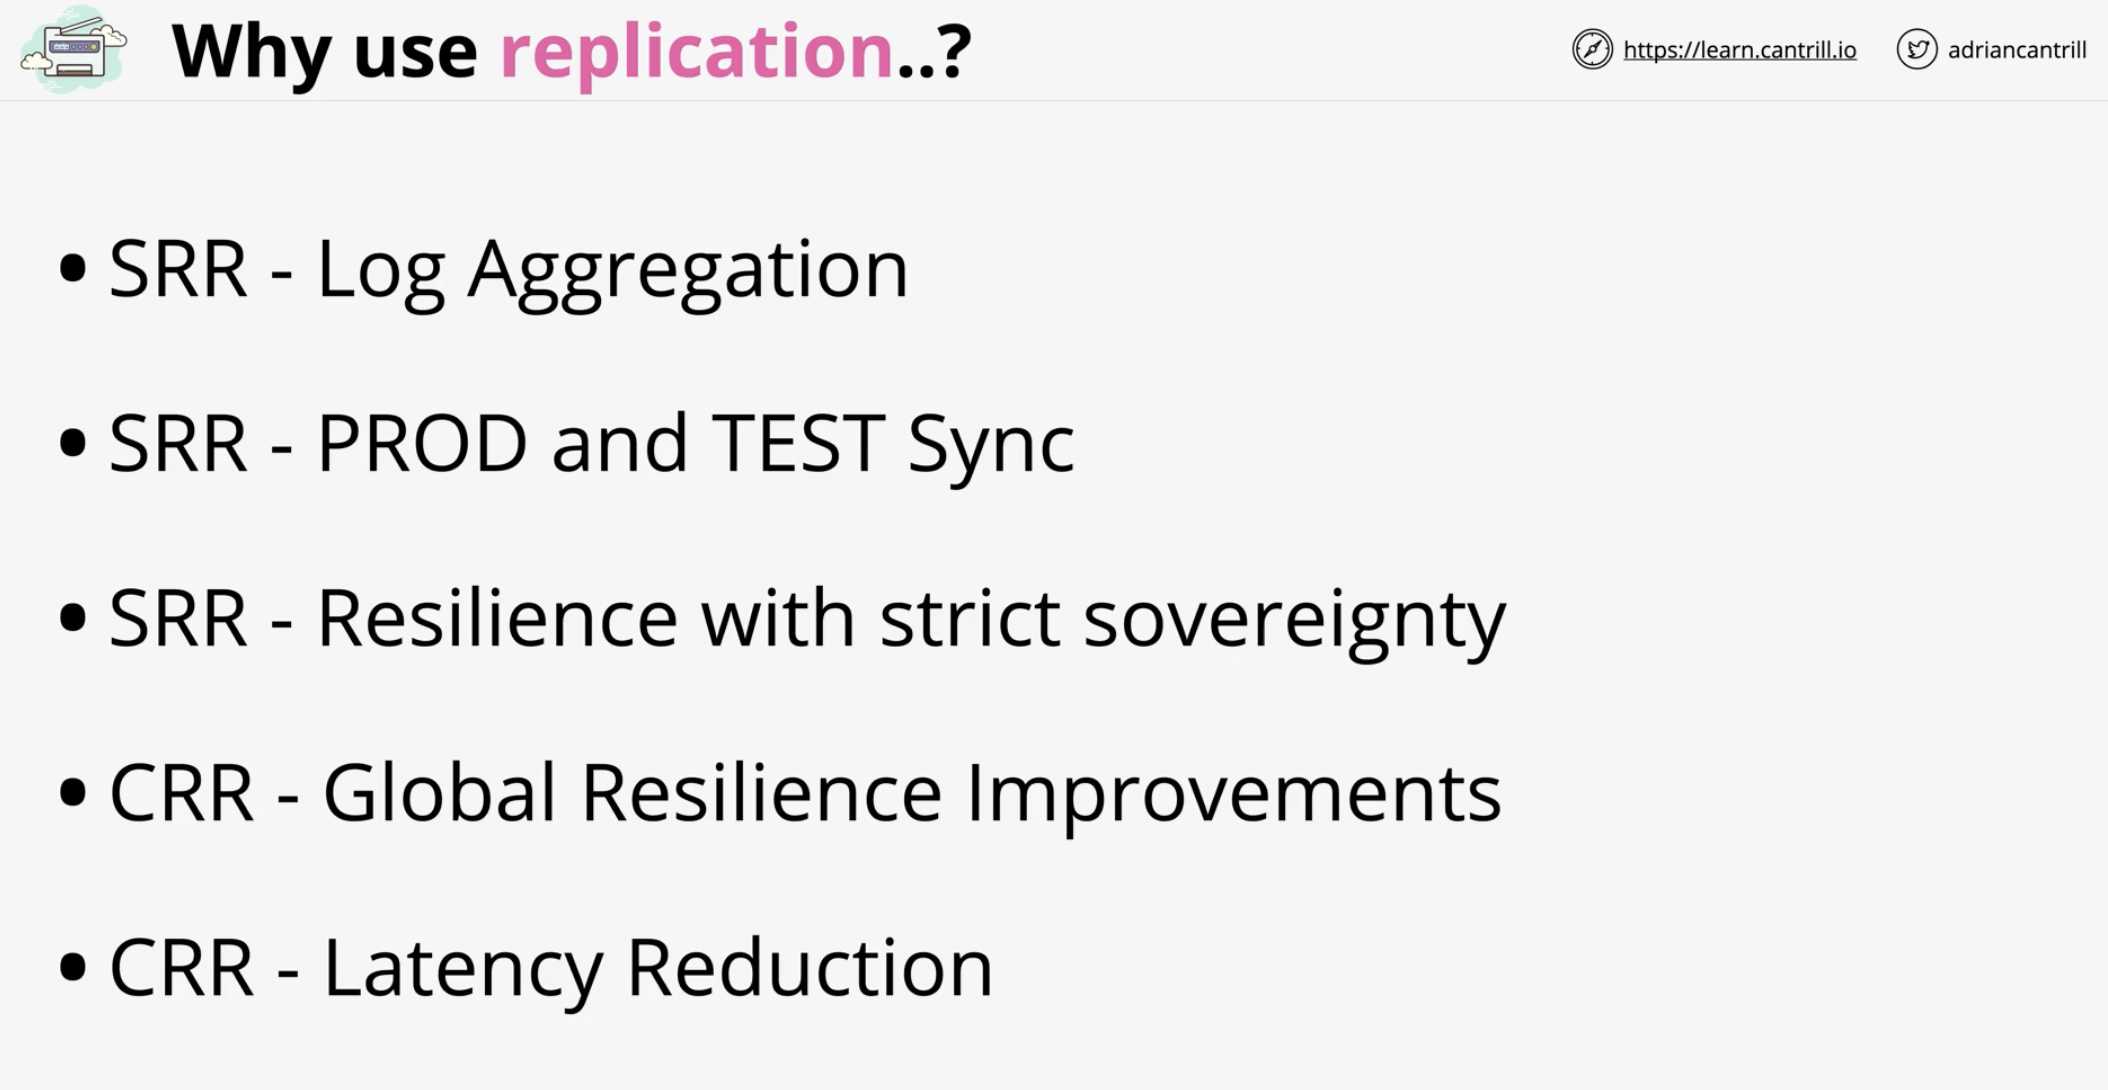 Why use replication..?
https://learn.cantrill.io
adriancantrill
• SRR - Log Aggregation
• SRR - PROD and TEST Sync
• SRR - Resilience with strict sovereignty
• CRR - Global Resilience Improvements
• CRR - Latency Reduction